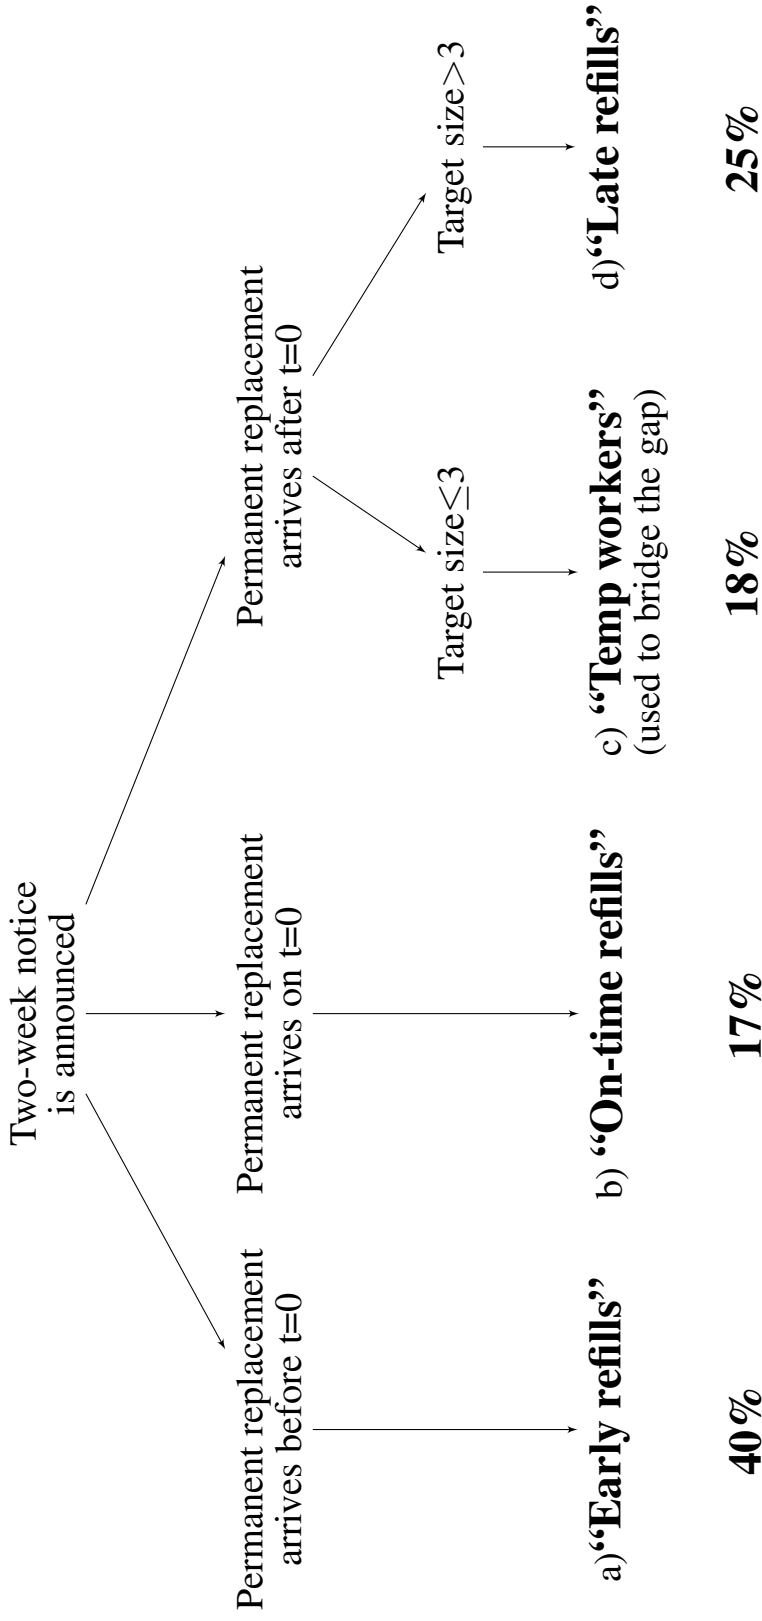 Two-week notice
is announced
Permanent replacement
arrives before t=0
Permanent replacement
arrives on t=0
Permanent replacement
arrives after t=0
Target size≤3
Target size>3
a)“Early refills”
b) “On-time refills”
c) “Temp workers”
(used to bridge the gap)
d)“Late refills”
40%
17%
18%
25%